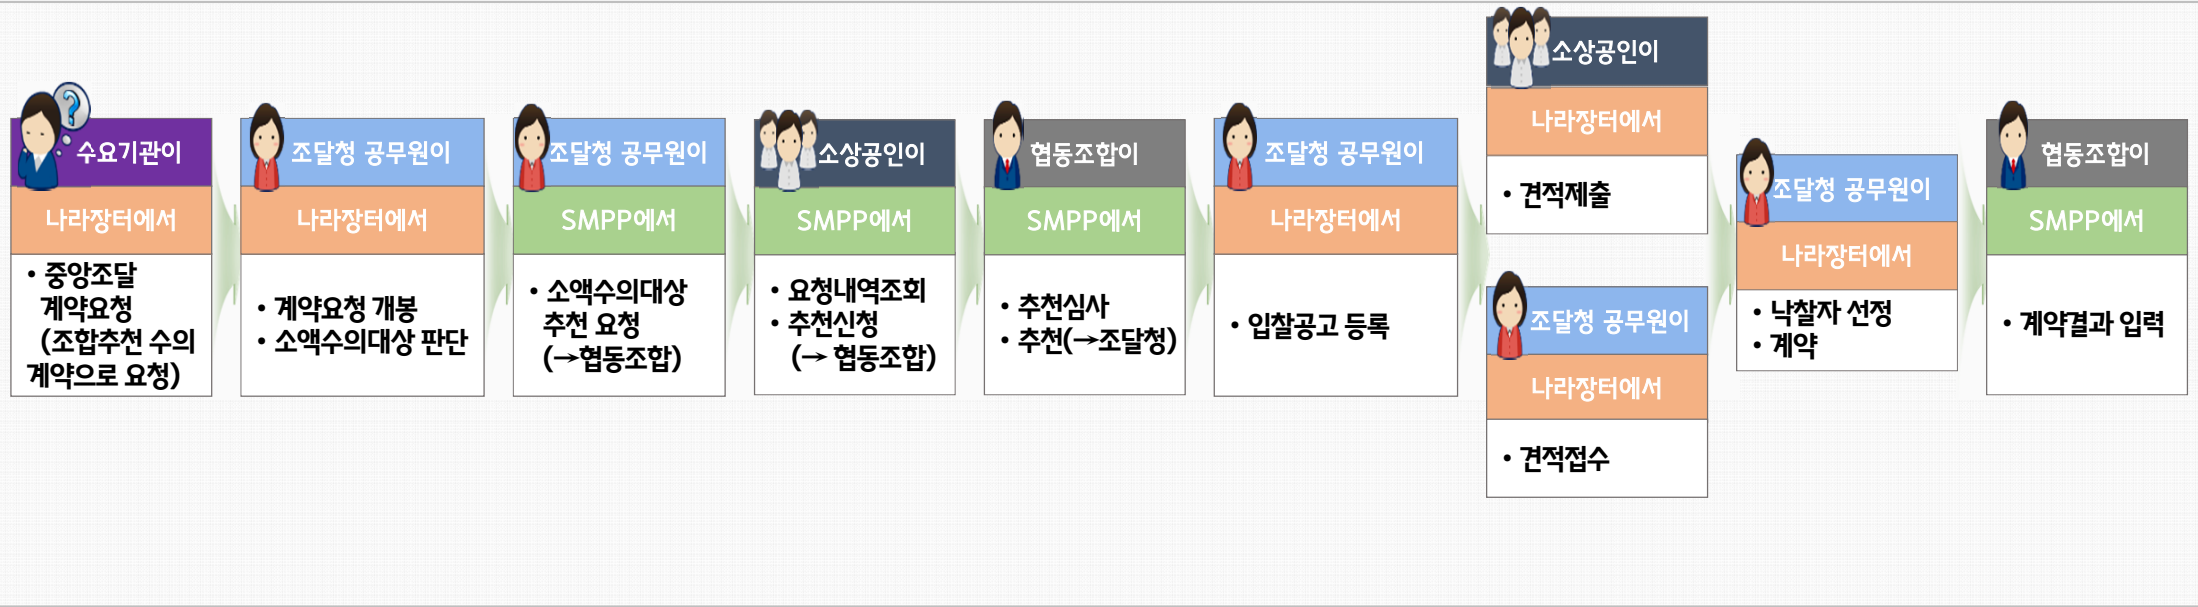 수요기관이
나라장터에서
• 중앙조달
계약요청
(조합추천 수의
계약으로 요청)
조달청 공무원이
나라장터에서
• 계약요청 개봉
• 소액수의대상 판단
조달청 공무원이
SMPP에서
• 소액수의대상
추천 요청
(→협동조합)
소상공인이
SMPP에서
• 요청내역조회
• 추천신청
(→ 협동조합)
협동조합이
SMPP에서
• 추천심사
• 추천(→조달청)
조달청 공무원이
나라장터에서
• 입찰공고 등록
소상공인이
나라장터에서
• 견적제출
조달청 공무원이
나라장터에서
• 견적접수
조달청 공무원이
나라장터에서
• 낙찰자 선정
• 계약
협동조합이
SMPP에서
• 계약결과 입력